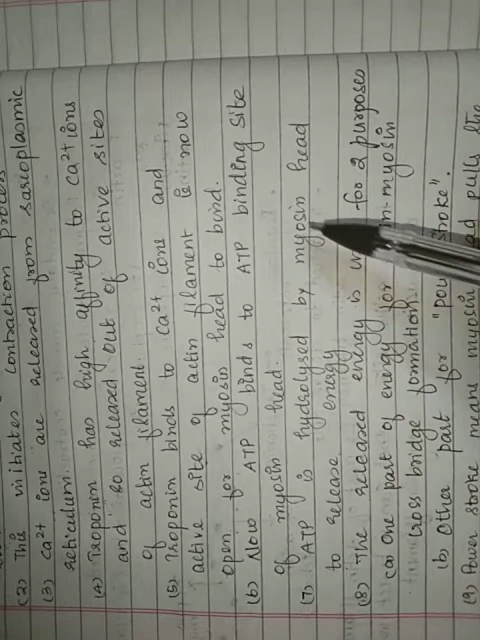 (2) This initiates contraction process
(3) Ca2+ ions are released from sarcoplasmic
reticulum.
(4) Troponin has high affinity to Ca2+ ions
and so released out of active sites
of actin filament.
(5) Troponin binds to Ca2+ ions and
active site of actin filament is now
open for myosin head to bind.
(6) Now ATP binds to ATP binding site
of myosin head.
(7) ATP is hydrolysed by myosin head
to release energy
(8) The released energy is for 2 purposes
(a) One part of energy for myosin
cross bridge formation.
(b) Other part for "pow stroke".
(9) Power stroke means myosin pulls the